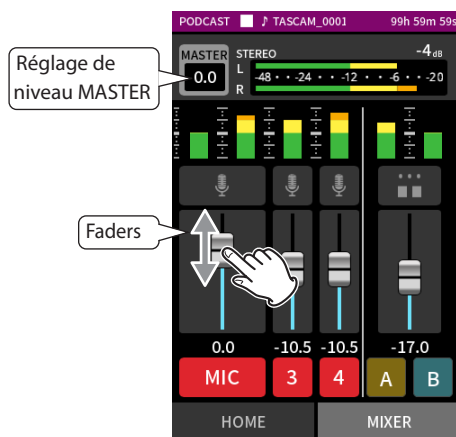 PODCAST TASCAM_0001 99h 59m 59s
MASTER STEREO -4dB
0.0
L
-48 · · -24 · · -12 · · -6 · · -20
R
Réglage de
niveau MASTER
Faders
0.0 -10.5 -10.5 -17.0
MIC 3 4 A B
HOME MIXER